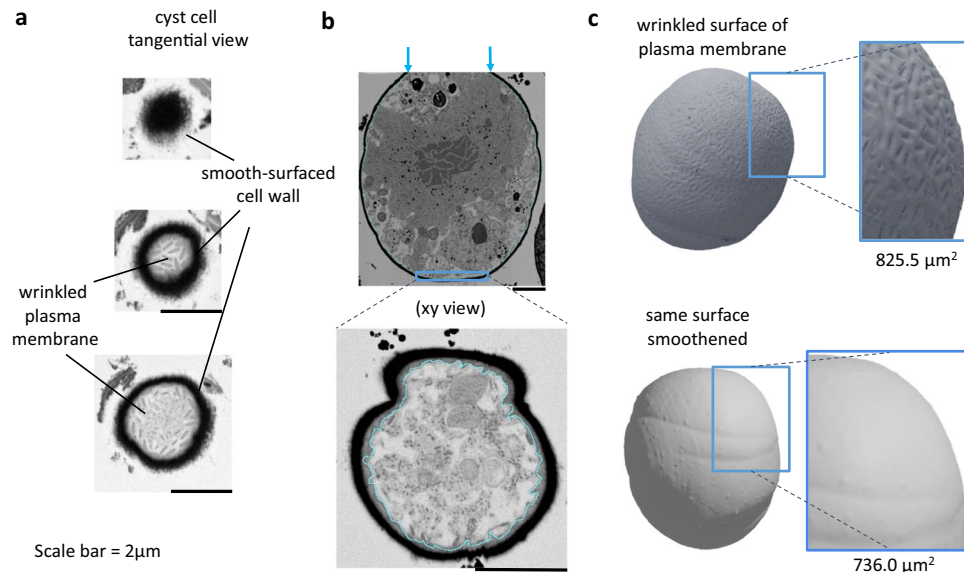 a
cyst cell
tangential view
smooth-surfaced
cell wall
wrinkled
plasma
membrane
Scale bar = 2µm
b
(xy view)
c
wrinkled surface of
plasma membrane
825.5 µm²
same surface
smoothened
736.0 µm²